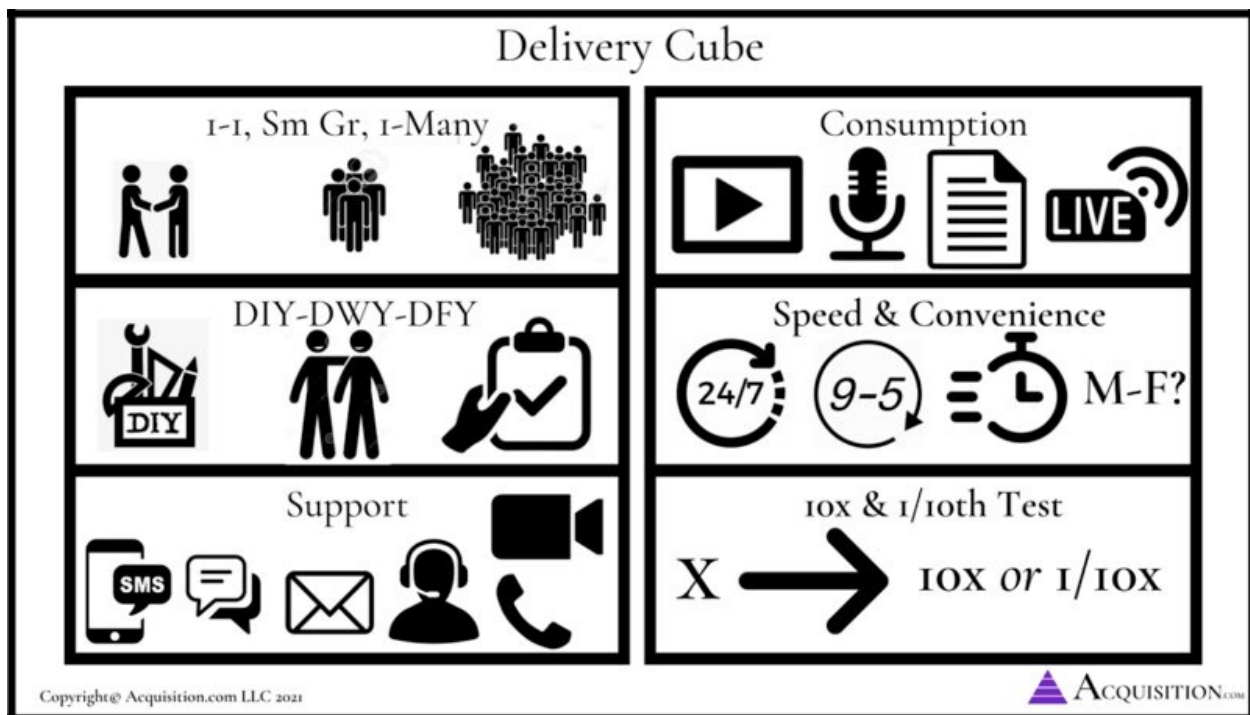 Delivery Cube
1-1, Sm Gr, 1-Many
Consumption
LIVE
DIY-DWY-DFY
DIY
Speed & Convenience
24/7
9-5
M-F?
Support
SMS
10x & 1/10th Test
X
10x or 1/10x
Copyright@ Acquisition.com LLC 2021
ACQUISITION.COM